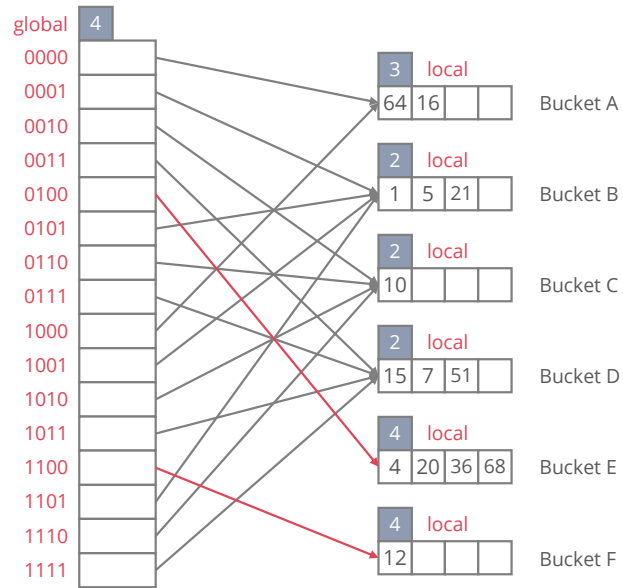 global 4
0000
0001
0010
0011
0100
0101
0110
0111
1000
1001
1010
1011
1100
1101
1110
1111
3 local
64 16 Bucket A
2 local
1 5 21 Bucket B
2 local
10 Bucket C
2 local
15 7 51 Bucket D
4 local
4 20 36 68 Bucket E
4 local
12 Bucket F